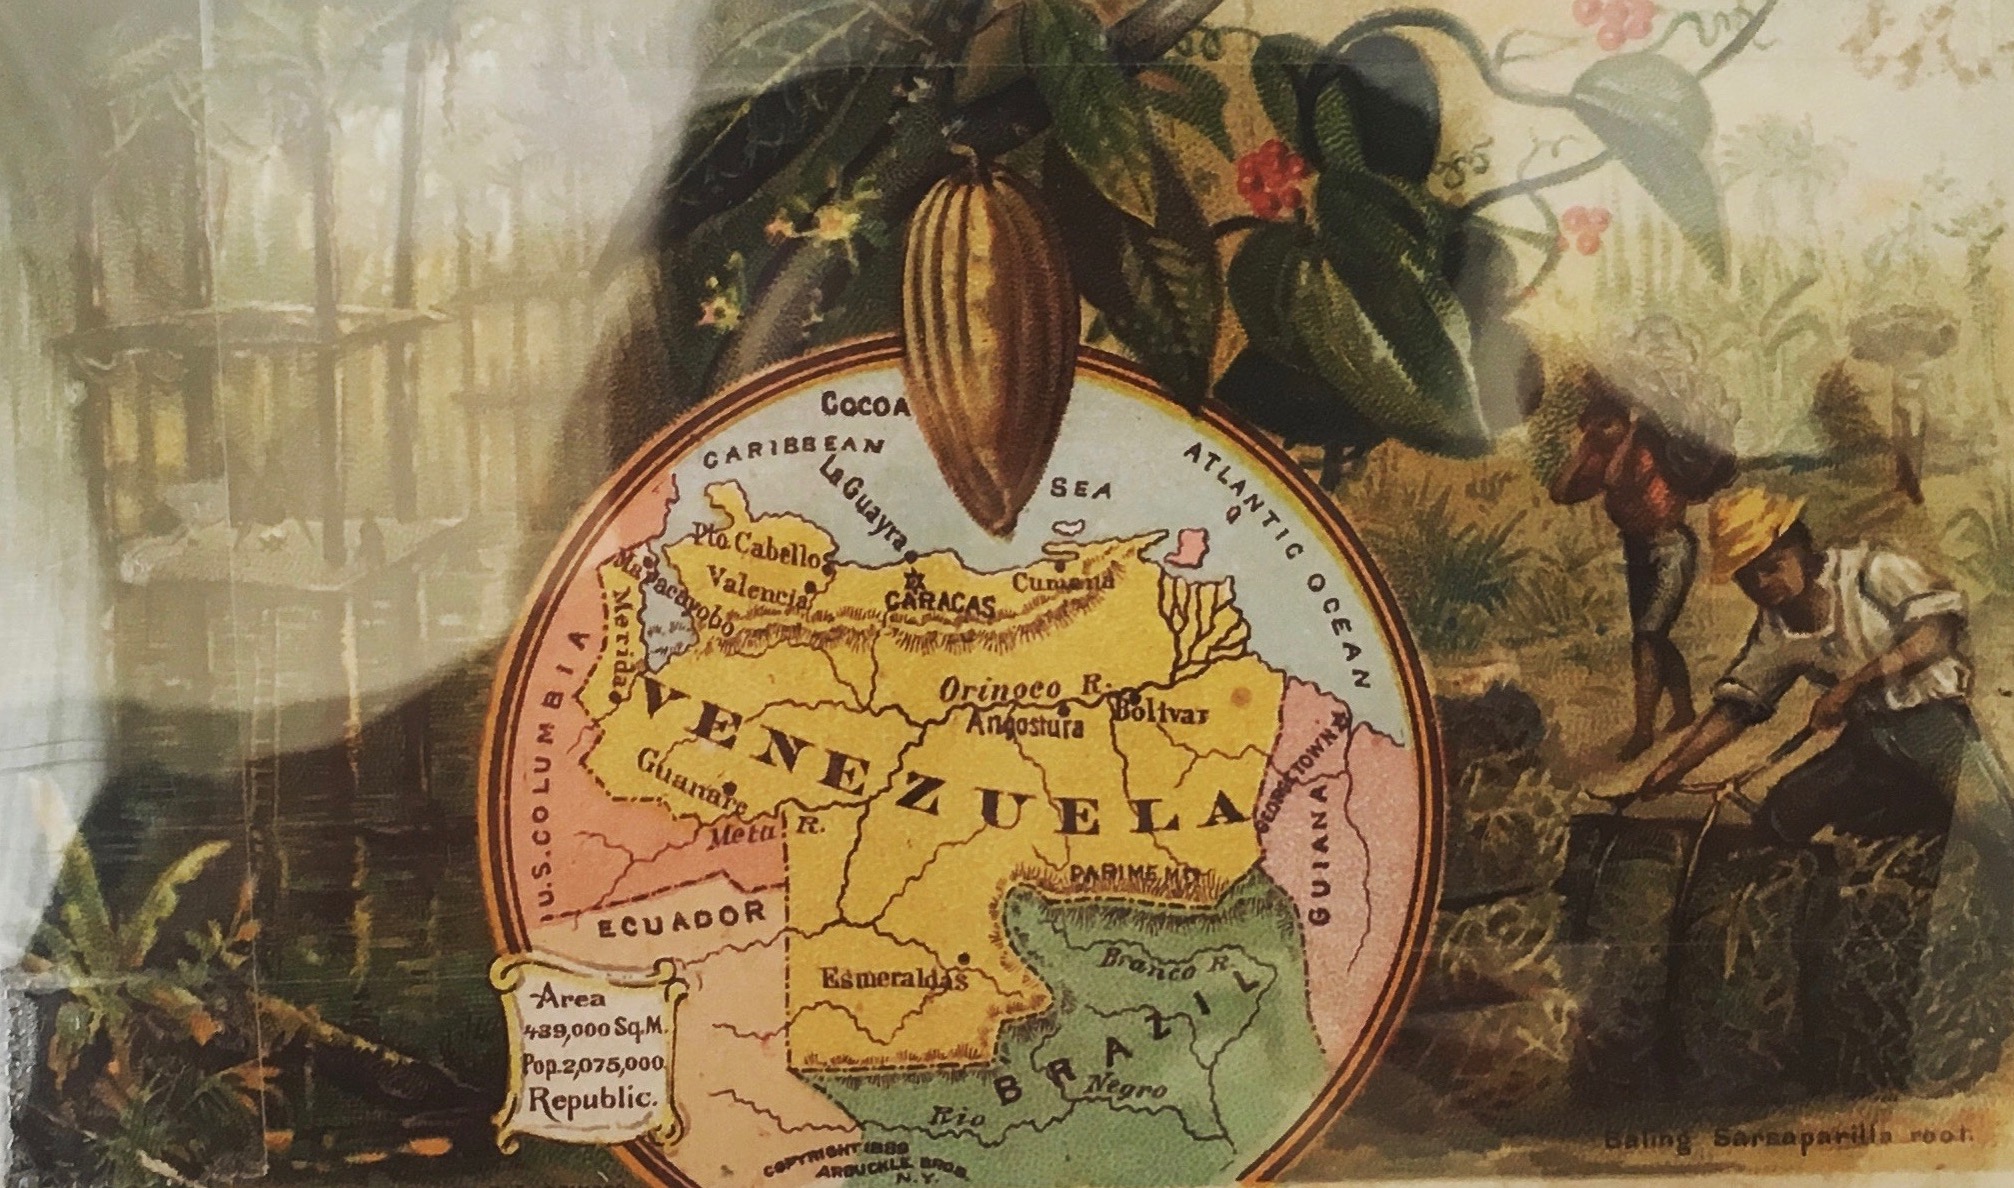 COCOA
CARIBBEAN SEA
ATLANTIC OCEAN
La Guayra
Pto. Cabello
Maracaybo
Valencia
CARACAS
Cumana
Merida
Orinoco R.
Angostura
Bolivar
VENEZUELA
Guanare
Meta R.
U.S. COLUMBIA
GEORGETOWN
GUIANA
PARIME MTS
ECUADOR
Esmeraldas
Branco R.
BRAZIL
Rio Negro
Area
439,000 Sq.M.
Pop. 2,075,000
Republic.
COPYRIGHT 1889
ARBUCKLE BROS.
N.Y.
Baling Sarsaparilla root.